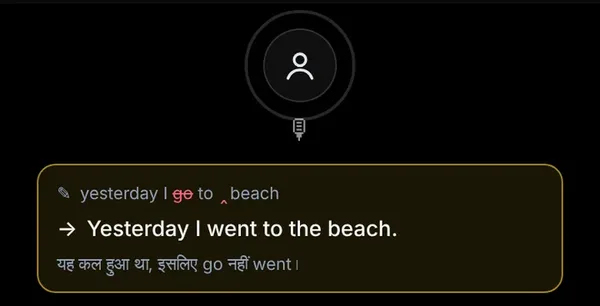 yesterday I go to ‸beach
→ Yesterday I went to the beach.
यह कल हुआ था, इसलिए go नहीं went।